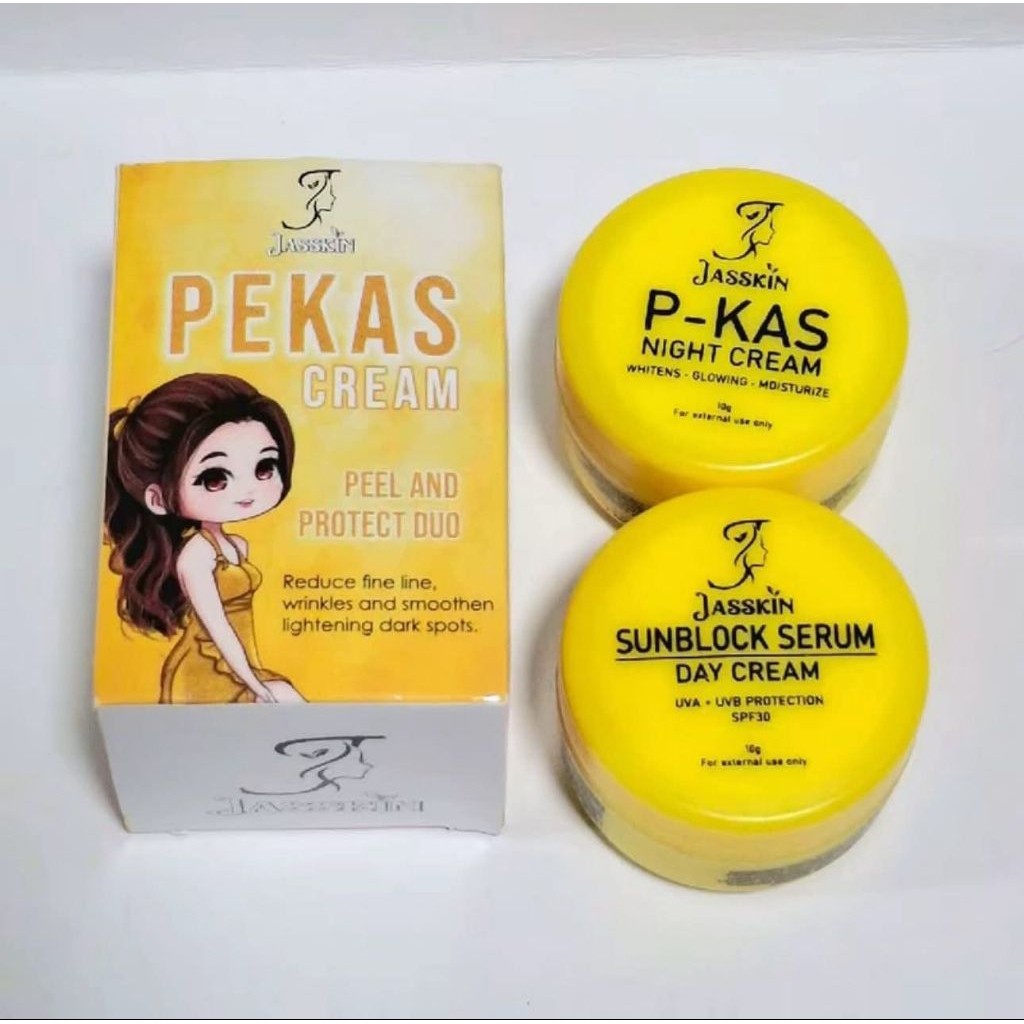 JASSKIN
PEKAS
CREAM
PEEL AND
PROTECT DUO
Reduce fine line,
wrinkles and smoothen
lightening dark spots.
JASSKIN
JASSKIN
P-KAS
NIGHT CREAM
WHITENS - GLOWING - MOISTURIZE
10g
For external use only
JASSKIN
SUNBLOCK SERUM
DAY CREAM
UVA + UVB PROTECTION
SPF30
10g
For external use only